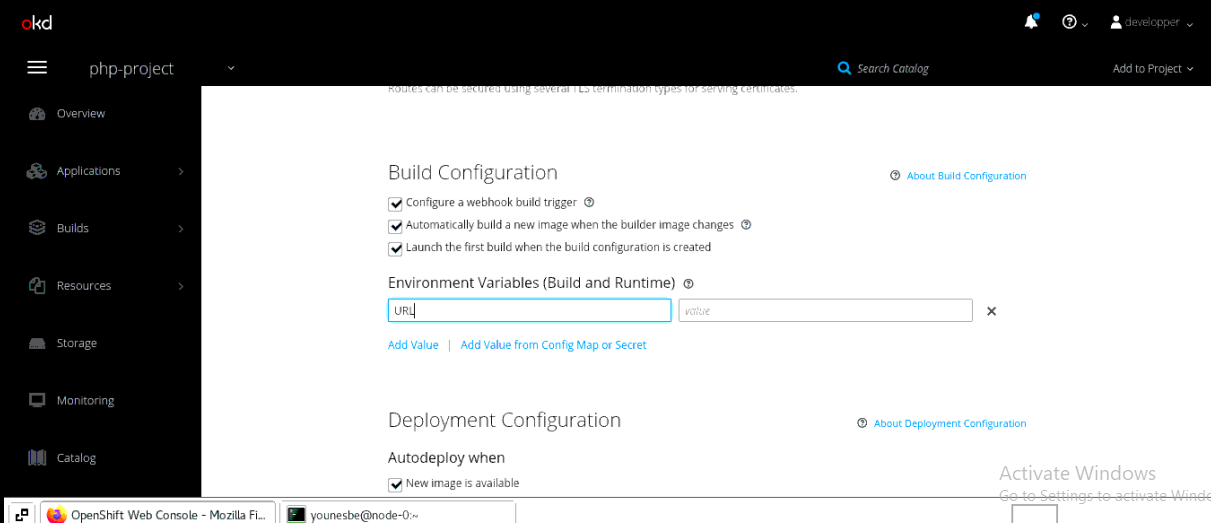 okd
developper
php-project
Search Catalog
Add to Project
Routes can be secured using several TLS termination types for serving certificates.
Overview
Applications
Builds
Resources
Storage
Monitoring
Catalog
Build Configuration
About Build Configuration
Configure a webhook build trigger
Automatically build a new image when the builder image changes
Launch the first build when the build configuration is created
Environment Variables (Build and Runtime)
URL value
Add Value | Add Value from Config Map or Secret
Deployment Configuration
About Deployment Configuration
Autodeploy when
New image is available
Activate Windows
Go to Settings to activate Windo
OpenShift Web Console - Mozilla Fi...
younesbe@node-0:~